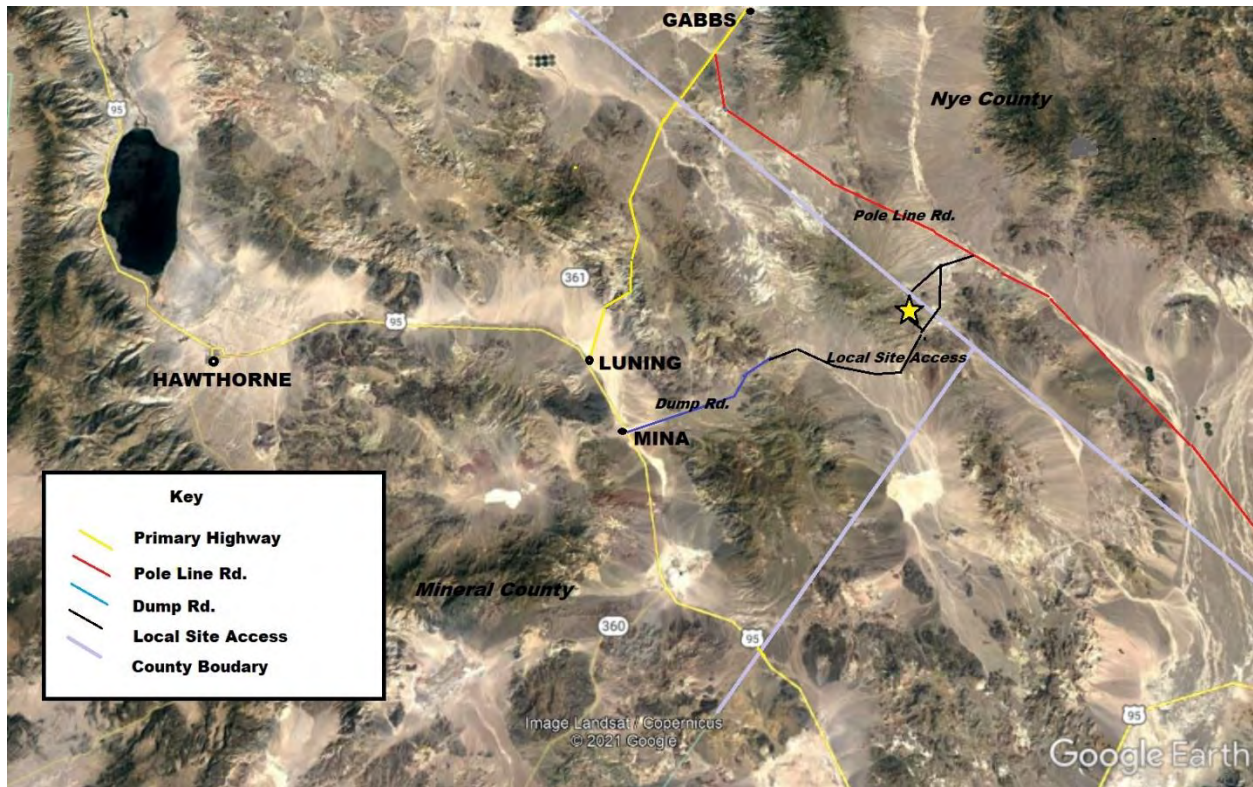 GABBS
95
Nye County
Pole Line Rd.
361
95
LUNING
HAWTHORNE
Local Site Access
Dump Rd.
MINA
Key
Primary Highway
Pole Line Rd.
Dump Rd.
Local Site Access
County Boudary
Mineral County
360
95
95
Image Landsat / Copernicus
© 2021 Google
Google Earth